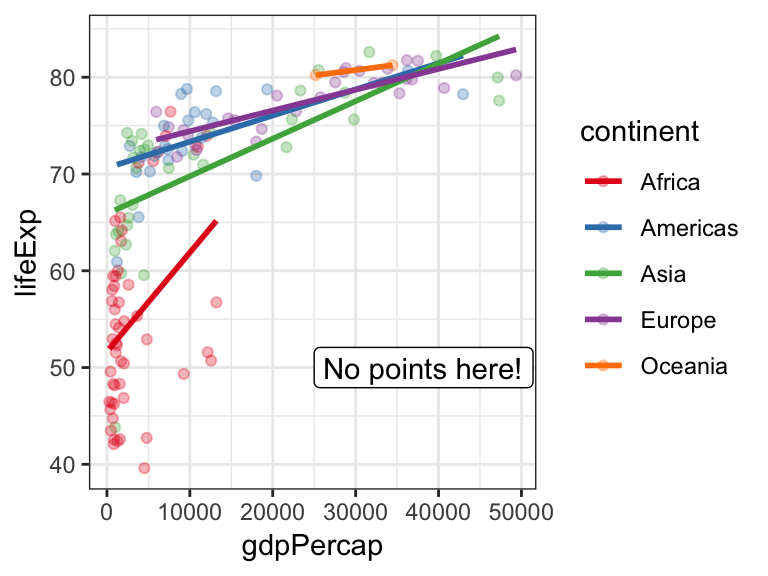 80
70
60
50
40
lifeExp
0
10000
20000
30000
40000
50000
gdpPercap
No points here!
continent
Africa
Americas
Asia
Europe
Oceania